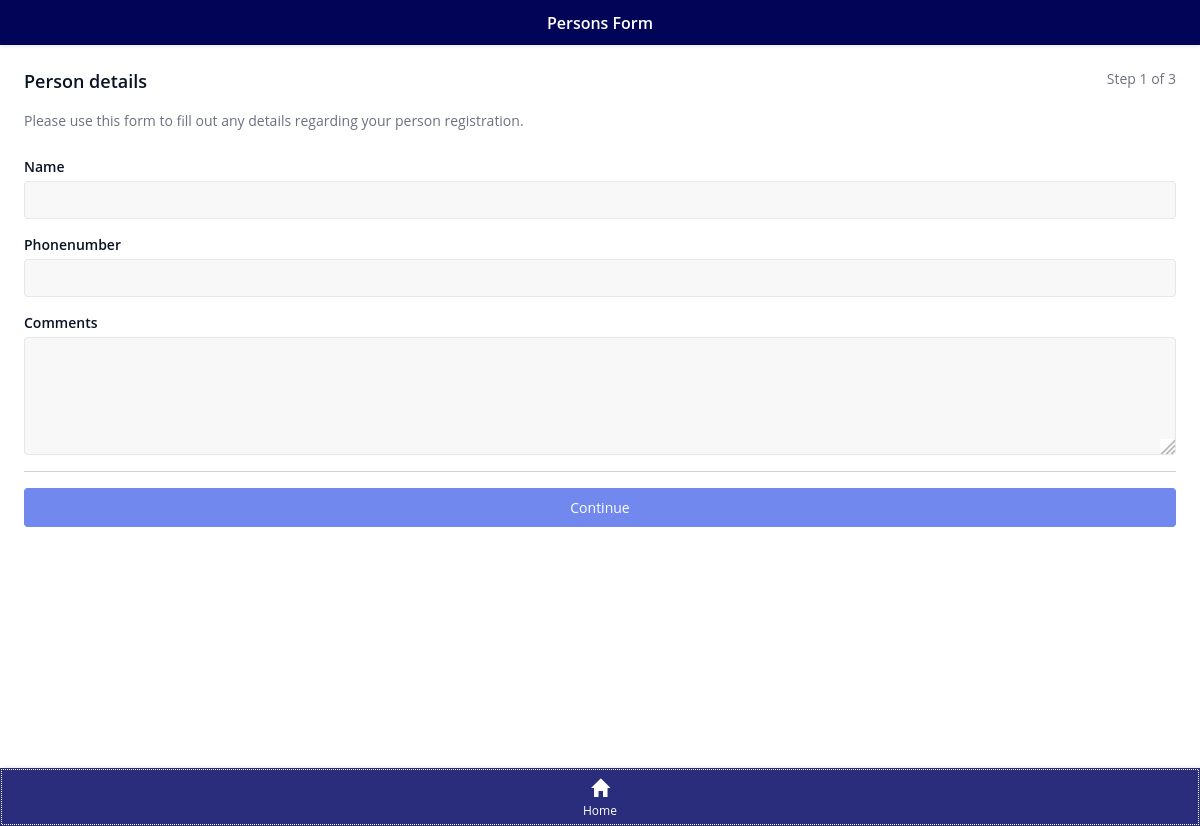 Persons Form
Person details
Step 1 of 3
Please use this form to fill out any details regarding your person registration.
Name
Phonenumber
Comments
Continue
Home